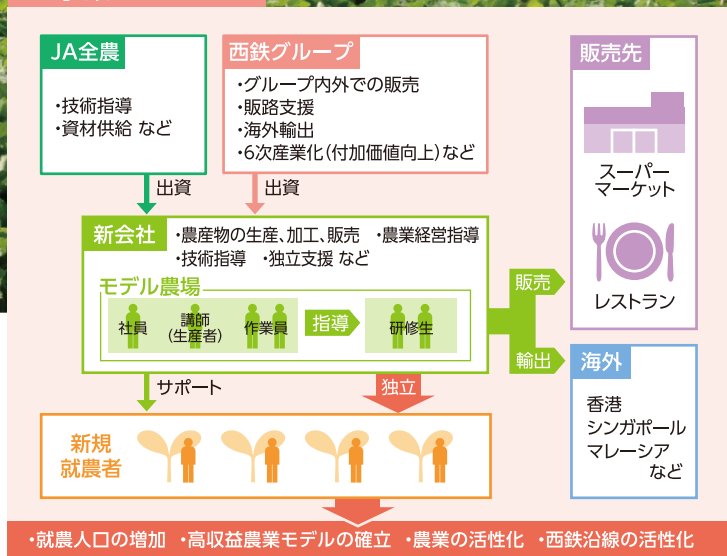 JA全農
・技術指導
・資材供給 など
西鉄グループ
・グループ内外での販売
・販路支援
・海外輸出
・6次産業化（付加価値向上）など
出資
出資
新会社
・農産物の生産、加工、販売 ・農業経営指導
・技術指導 ・独立支援 など
モデル農場
社員
講師
（生産者）
作業員
指導
研修生
販売
輸出
販売先
スーパー
マーケット
レストラン
海外
香港
シンガポール
マレーシア
など
サポート
独立
新規
就農者
・就農人口の増加 ・高収益農業モデルの確立 ・農業の活性化 ・西鉄沿線の活性化